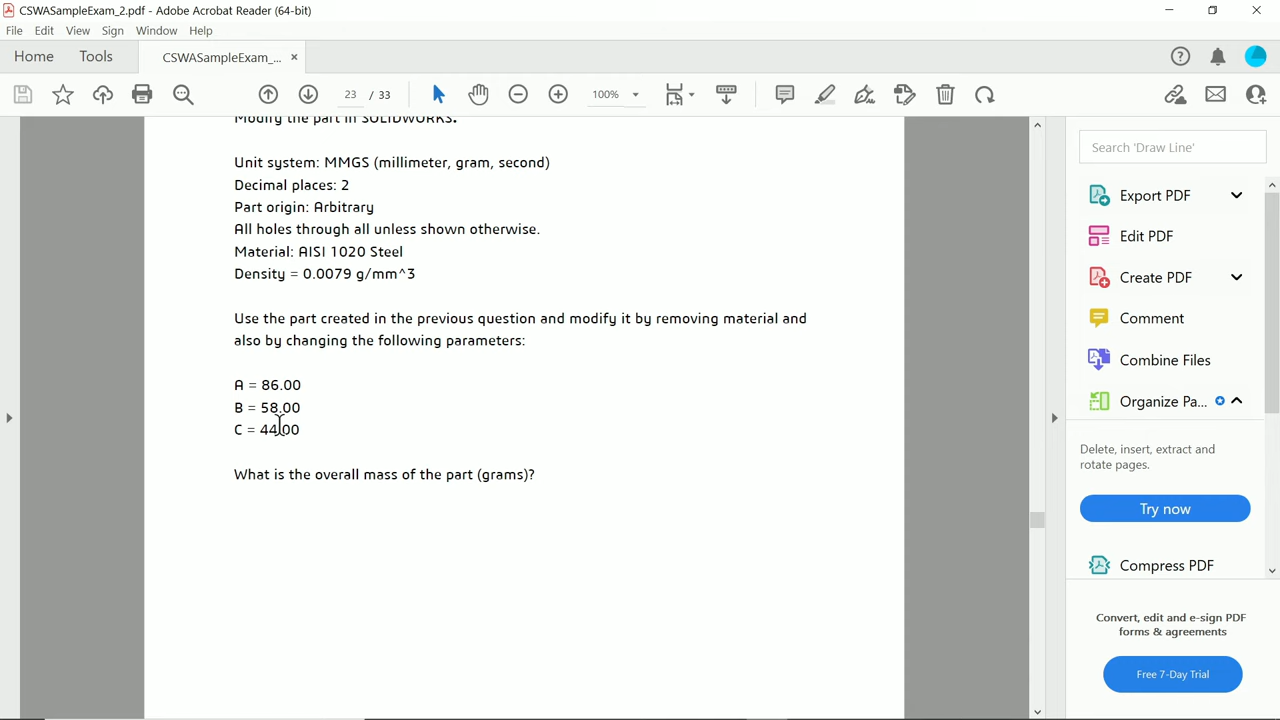 CSWASampleExam_2.pdf - Adobe Acrobat Reader (64-bit)
File Edit View Sign Window Help
Home Tools CSWASampleExam_... ×
23 / 33 100%
Modify the part in SOLIDWORKS.
Unit system: MMGS (millimeter, gram, second)
Decimal places: 2
Part origin: Arbitrary
All holes through all unless shown otherwise.
Material: AISI 1020 Steel
Density = 0.0079 g/mm^3
Use the part created in the previous question and modify it by removing material and
also by changing the following parameters:
A = 86.00
B = 58.00
C = 44.00
What is the overall mass of the part (grams)?
Search 'Draw Line'
Export PDF
Edit PDF
Create PDF
Comment
Combine Files
Organize Pa...
Delete, insert, extract and
rotate pages.
Try now
Compress PDF
Convert, edit and e-sign PDF
forms & agreements
Free 7-Day Trial